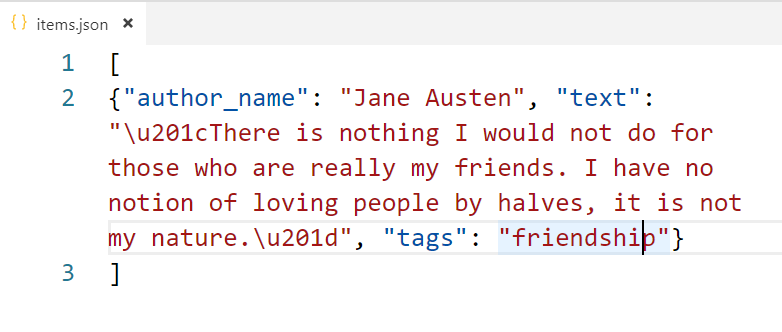 {} items.json ×
1 [
2 {"author_name": "Jane Austen", "text":
"\u201cThere is nothing I would not do for
those who are really my friends. I have no
notion of loving people by halves, it is not
my nature.\u201d", "tags": "friendship"}
3 ]